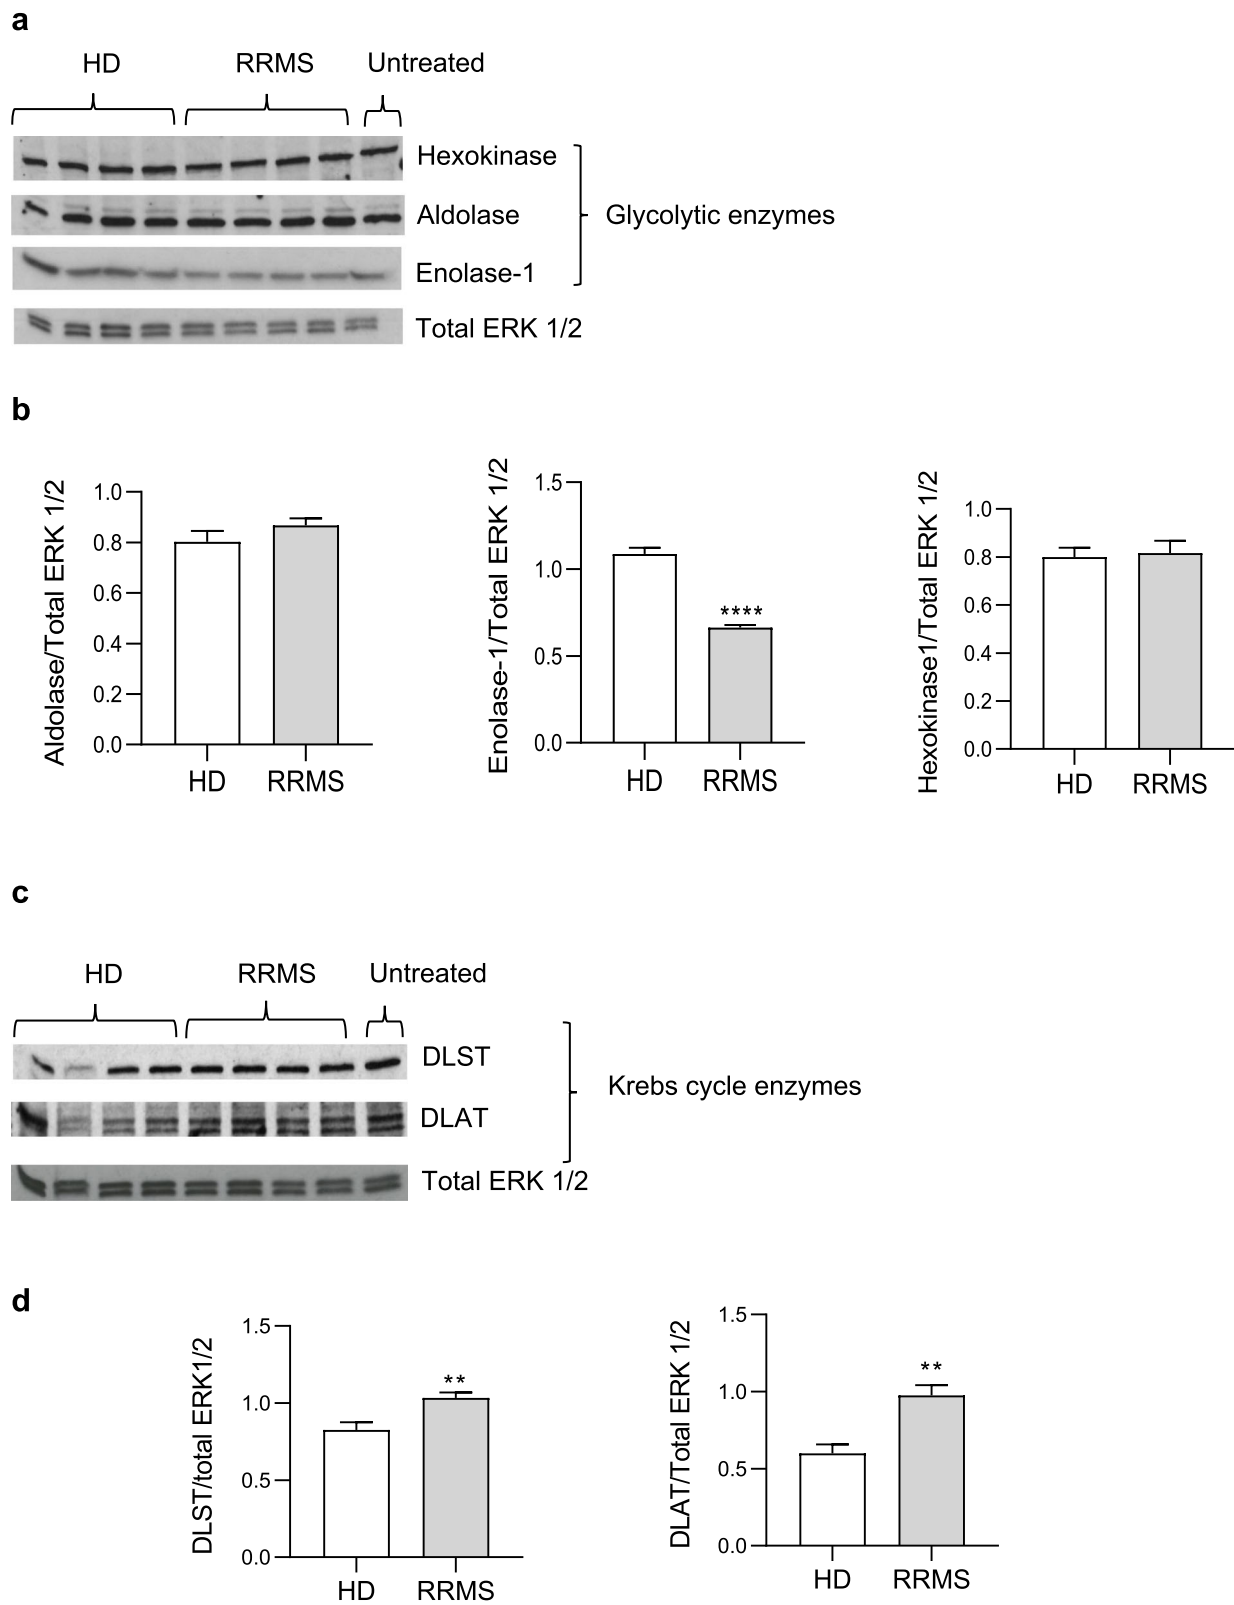 a
HD RRMS Untreated
Hexokinase
Aldolase
Glycolytic enzymes
Enolase-1
Total ERK 1/2
b
Aldolase/Total ERK 1/2
1.0
0.8
0.6
0.4
0.2
0.0
HD RRMS
Enolase-1/Total ERK 1/2
1.5
1.0
0.5
0.0
****
HD RRMS
Hexokinase1/Total ERK 1/2
1.0
0.8
0.6
0.4
0.2
0.0
HD RRMS
c
HD RRMS Untreated
DLST
Krebs cycle enzymes
DLAT
Total ERK 1/2
d
DLST/total ERK1/2
1.5
1.0
0.5
0.0
**
HD RRMS
DLAT/Total ERK 1/2
1.5
1.0
0.5
0.0
**
HD RRMS